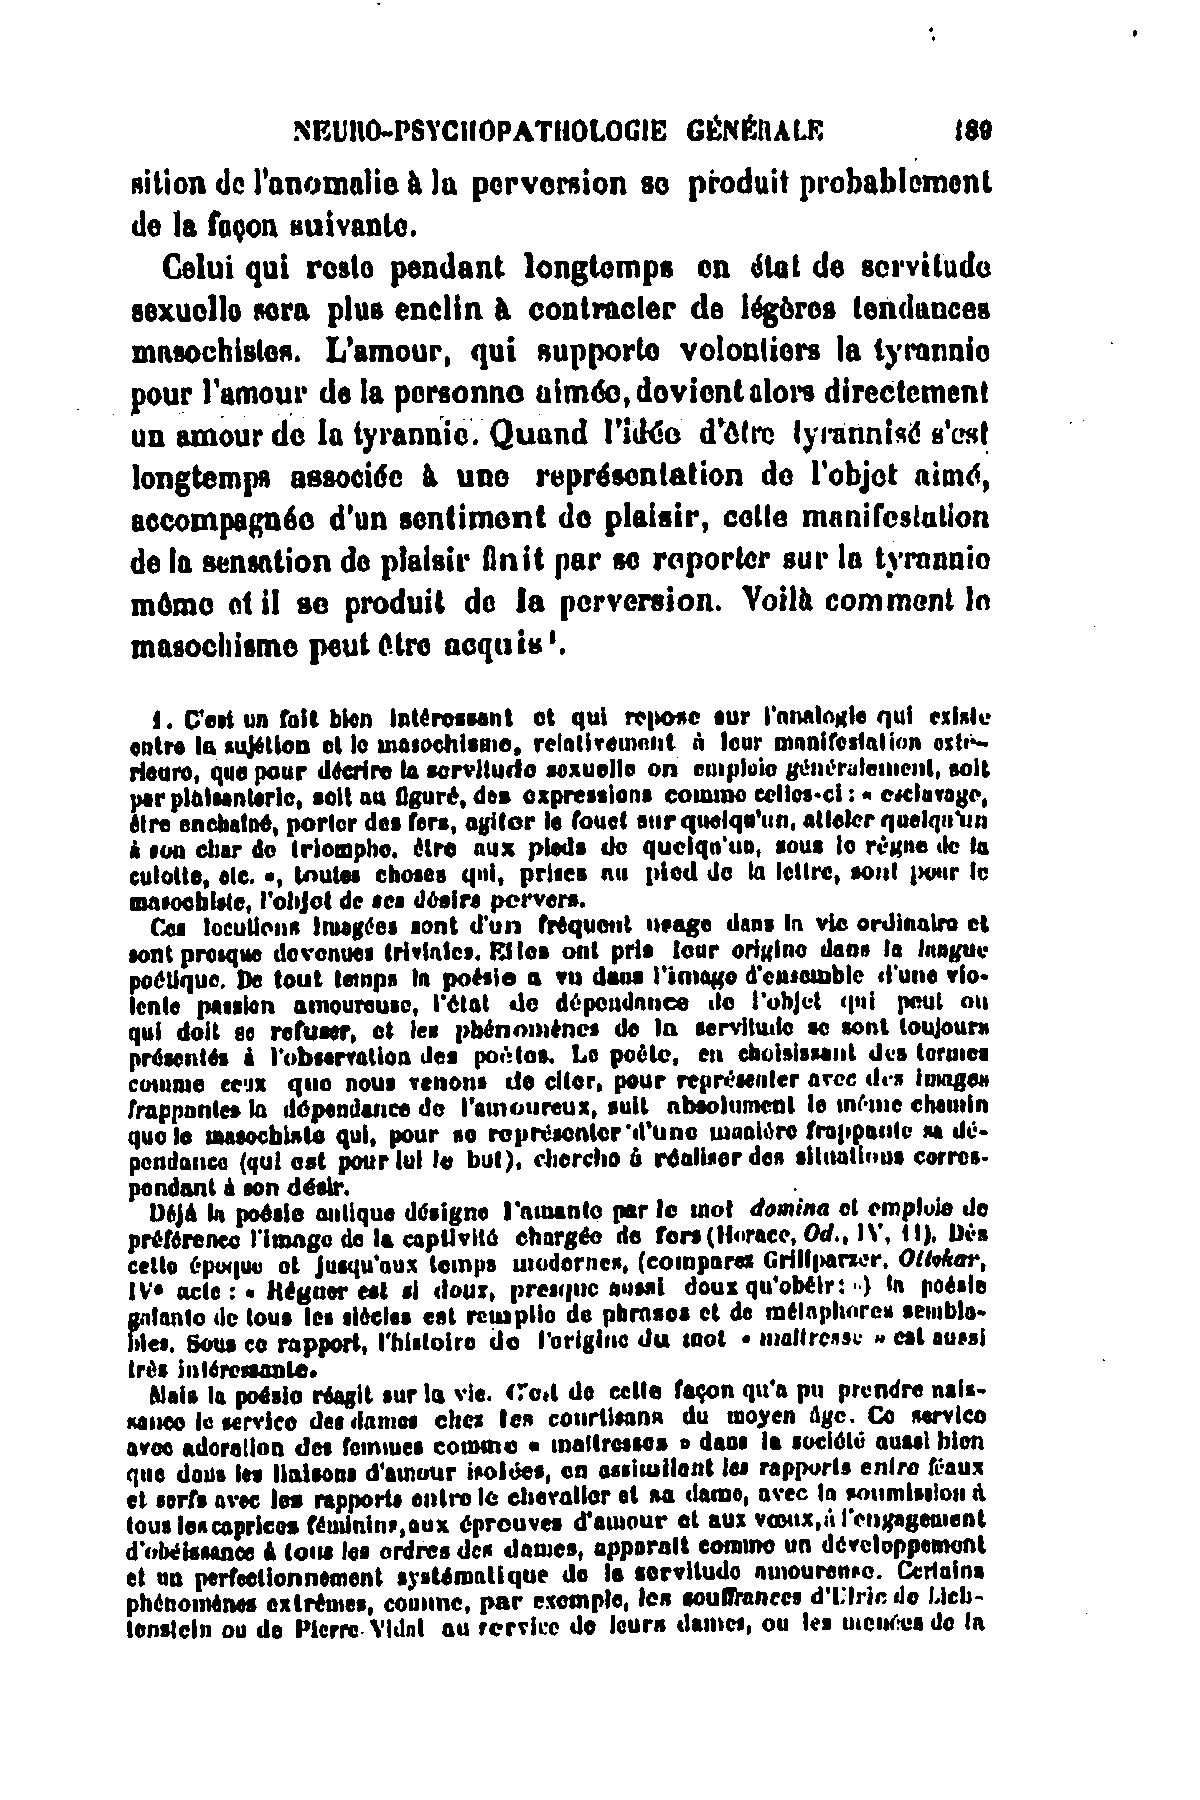 NEURO-PSYCHOPATHOLOGIE GÉNÉRALE 189
sition de l'anomalie à la perversion se produit probablement
de la façon suivante.
Celui qui reste pendant longtemps en état de servitude
sexuelle sera plus enclin à contracter de légères tendances
masochistes. L'amour, qui supporte volontiers la tyrannie
pour l'amour de la personne aimée, devient alors directement
un amour de la tyrannie. Quand l'idée d'être tyrannisé s'est
longtemps associée à une représentation de l'objet aimé,
accompagnée d'un sentiment de plaisir, cette manifestation
de la sensation de plaisir finit par se reporter sur la tyrannie
même et il se produit de la perversion. Voilà comment le
masochisme peut être acquis ¹.
1. C'est un fait bien intéressant et qui repose sur l'analogie qui existe
entre la sujétion et le masochisme, relativement à leur manifestation exté-
rieure, que pour décrire la servitude sexuelle on emploie généralement, soit
par plaisanterie, soit au figuré, des expressions comme celles-ci : « esclavage,
être enchaîné, porter des fers, agiter le fouet sur quelqu'un, atteler quelqu'un
à son char de triomphe, être aux pieds de quelqu'un, sous le règne de la
culotte, etc. », toutes choses qui, prises au pied de la lettre, sont pour le
masochiste, l'objet de ses désirs pervers.
Ces locutions imagées sont d'un fréquent usage dans la vie ordinaire et
sont presque devenues triviales. Elles ont pris leur origine dans la langue
poétique. De tout temps la poésie a vu dans l'image d'ensemble d'une vio-
lente passion amoureuse, l'état de dépendance de l'objet qui peut ou
qui doit se refuser, et les phénomènes de la servitude se sont toujours
présentés à l'observation des poètes. Le poète, en choisissant des termes
comme ceux que nous venons de citer, pour représenter avec des images
frappantes la dépendance de l'amoureux, suit absolument le même chemin
que le masochiste qui, pour se représenter d'une manière frappante sa dé-
pendance (qui est pour lui le but), cherche à réaliser des situations corres-
pondant à son désir.
Déjà la poésie antique désigne l'amante par le mot domina et emploie de
préférence l'image de la captivité chargée de fers (Horace, Od., IV, 11). Dès
cette époque et jusqu'aux temps modernes, (comparez Grillparzer, Ottokar,
IVe acte : « Régner est si doux, presque aussi doux qu'obéir : ») la poésie
galante de tous les siècles est remplie de phrases et de métaphores sembla-
bles. Sous ce rapport, l'histoire de l'origine du mot « maîtresse » est aussi
très intéressante.
Mais la poésie réagit sur la vie. C'est de cette façon qu'a pu prendre nais-
sance le service des dames chez les courtisans du moyen âge. Ce service
avec adoration des femmes comme « maîtresses » dans la société aussi bien
que dans les liaisons d'amour isolées, en assimilant les rapports entre féaux
et serfs avec les rapports entre le chevalier et sa dame, avec la soumission à
tous les caprices féminins, aux épreuves d'amour et aux vœux, à l'engagement
d'obéissance à tous les ordres des dames, apparaît comme un développement
et un perfectionnement systématique de la servitude amoureuse. Certains
phénomènes extrêmes, comme, par exemple, les souffrances d'Ulric de Lich-
tenstein ou de Pierre Vidal au service de leurs dames, ou les menées de la